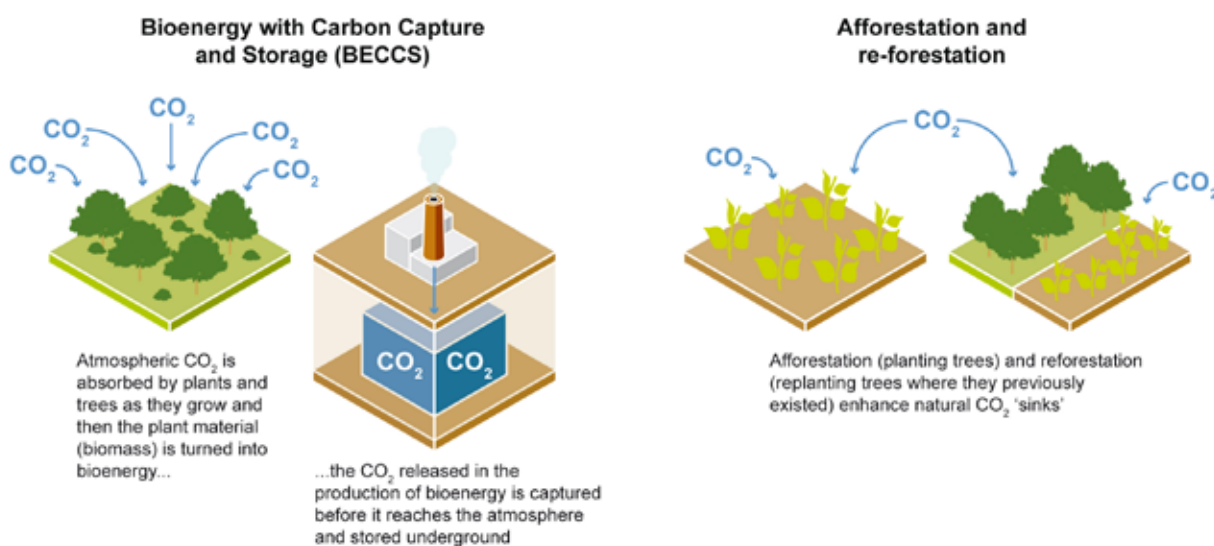 Bioenergy with Carbon Capture
and Storage (BECCS)
CO₂
CO₂
CO₂
CO₂
CO₂
Atmospheric CO₂ is
absorbed by plants and
trees as they grow and
then the plant material
(biomass) is turned into
bioenergy...
CO₂ CO₂
...the CO₂ released in the
production of bioenergy is captured
before it reaches the atmosphere
and stored underground
Afforestation and
re-forestation
CO₂
CO₂
CO₂
Afforestation (planting trees) and reforestation
(replanting trees where they previously
existed) enhance natural CO₂ ‘sinks’